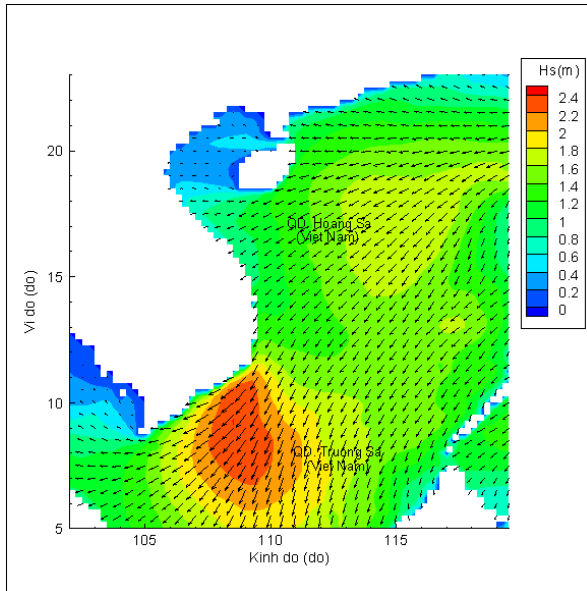 Hs(m)
2.4
2.2
2
1.8
1.6
1.4
1.2
1
0.8
0.6
0.4
0.2
0
20
15
10
5
Vi do (do)
QD. Hoang Sa
(Viet Nam)
QD. Truong Sa
(Viet Nam)
105
110
115
Kinh do (do)